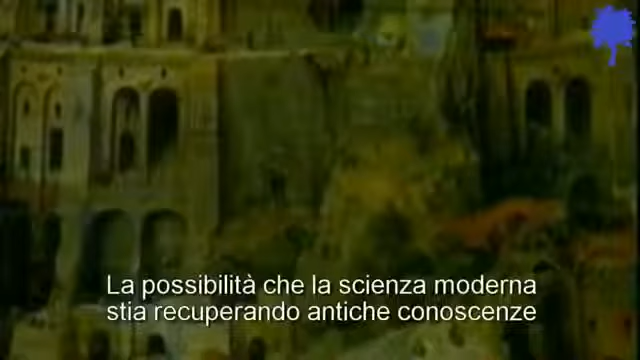 La possibilità che la scienza moderna
stia recuperando antiche conoscenze